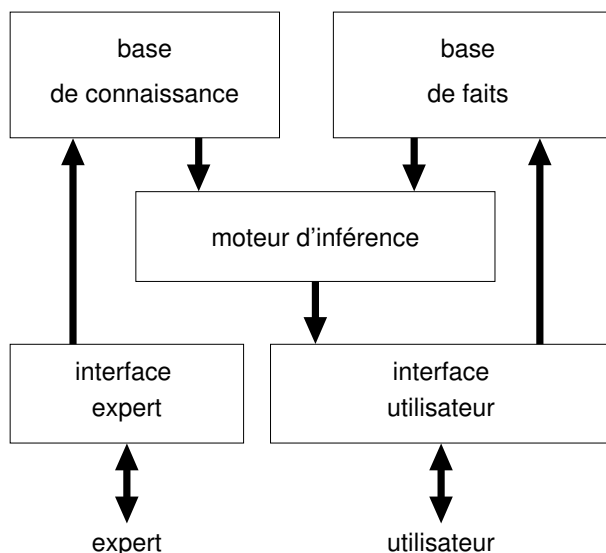 base
de connaissance
base
de faits
moteur d'inférence
interface
expert
interface
utilisateur
expert
utilisateur